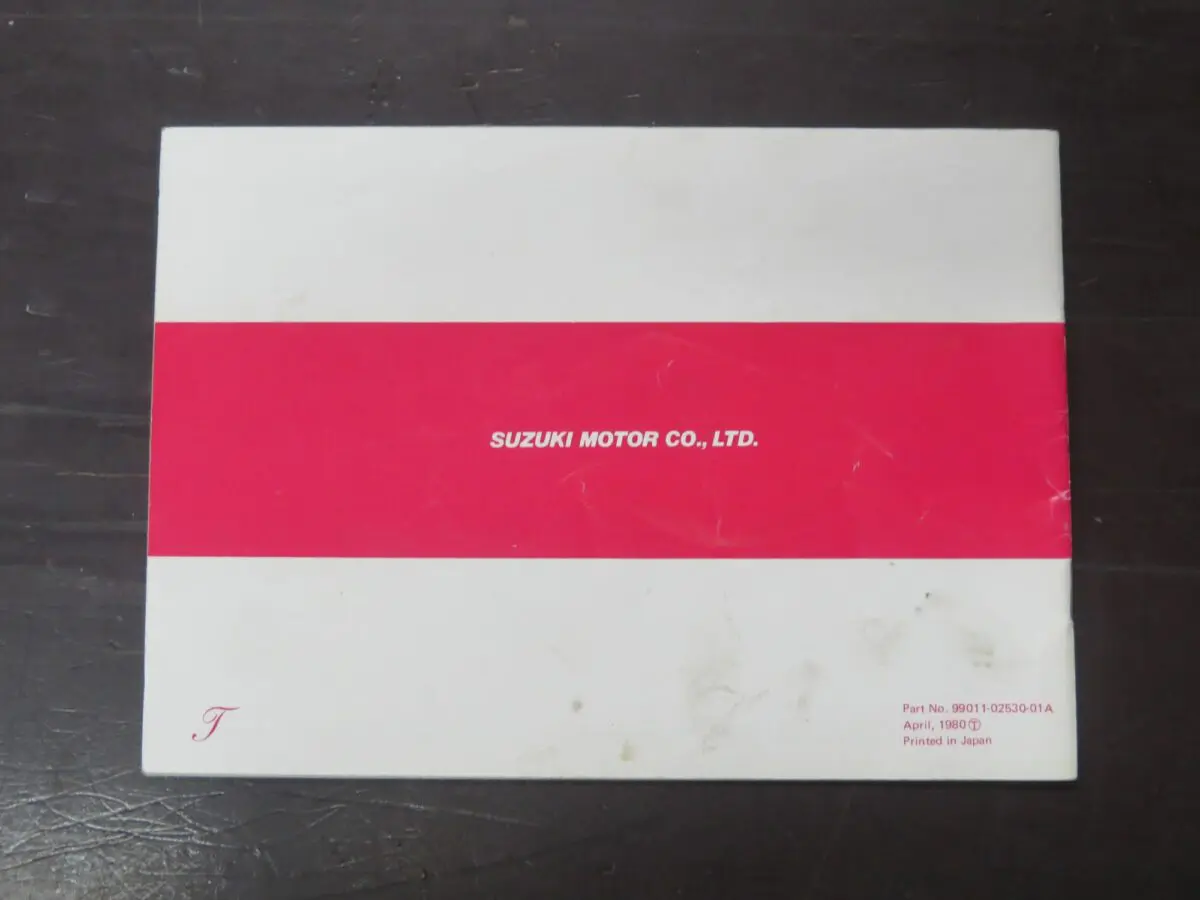 SUZUKI MOTOR CO., LTD.
T
Part No. 99011-02530-01A
April, 1980 Ⓣ
Printed in Japan